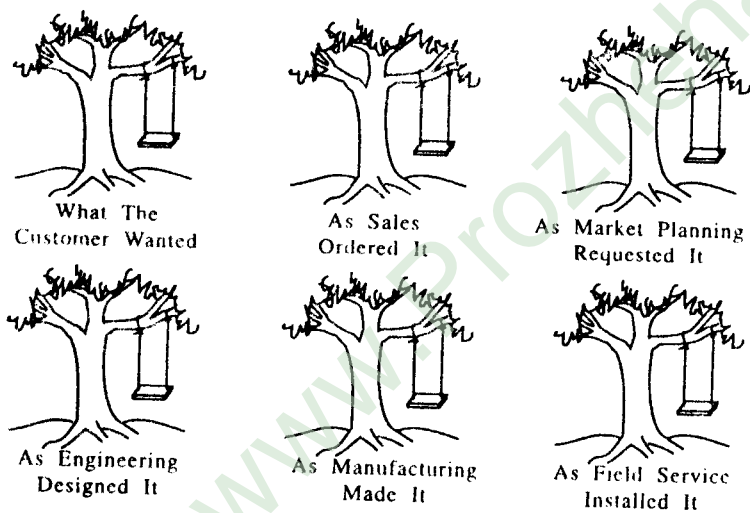 What The
Customer Wanted
As Sales
Ordered It
As Market Planning
Requested It
As Engineering
Designed It
As Manufacturing
Made It
As Field Service
Installed It